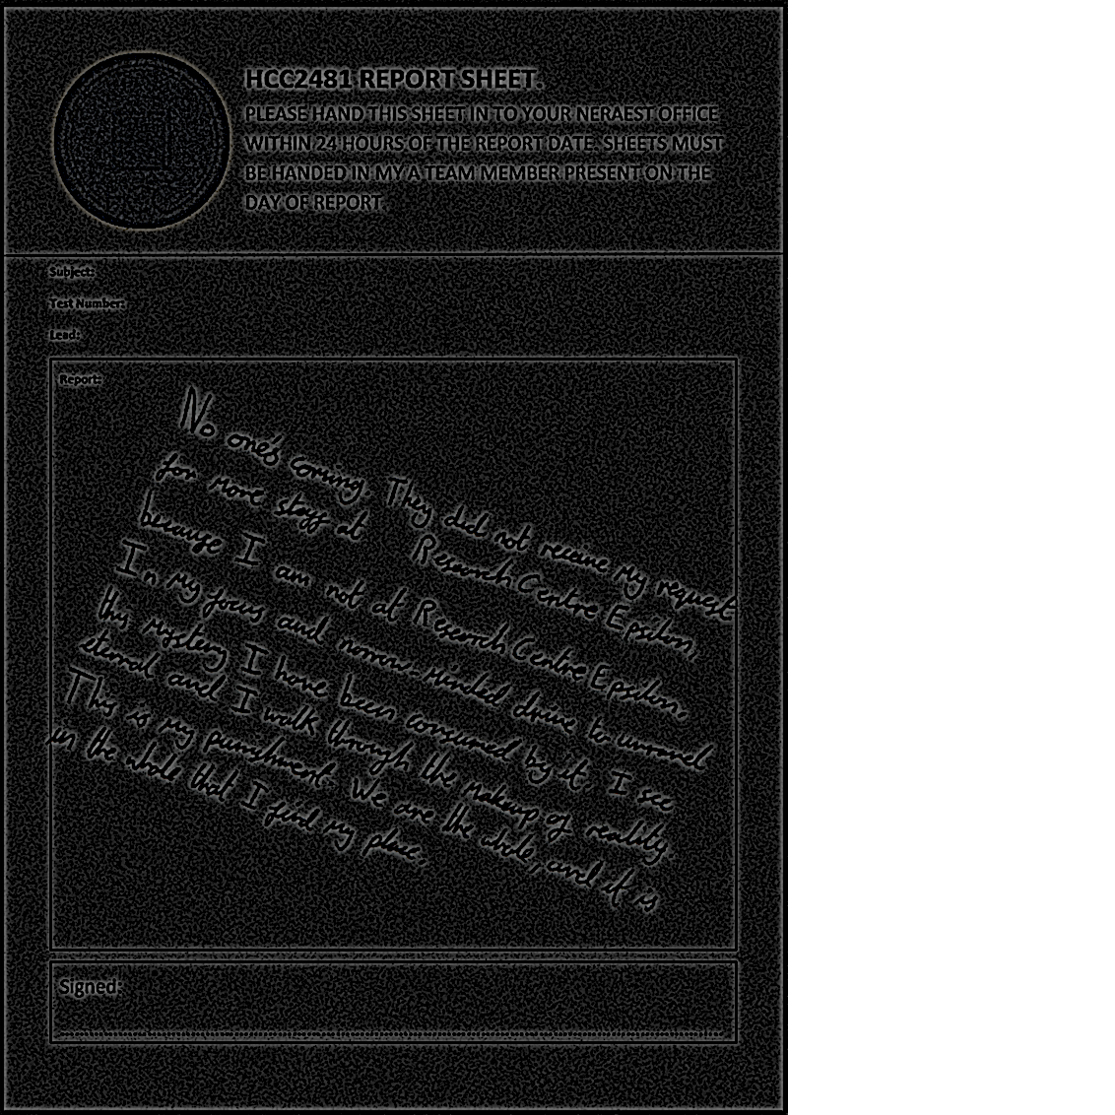 HCC2481 REPORT SHEET.
PLEASE HAND THIS SHEET IN TO YOUR NERAEST OFFICE
WITHIN 24 HOURS OF THE REPORT DATE. SHEETS MUST
BE HANDED IN MY A TEAM MEMBER PRESENT ON THE
DAY OF REPORT.
Subject:
Test Number:
Lead:
Report:
No one's coming. They did not receive my request
for more staff at Research Centre Epsilon,
because I am not at Research Centre Epsilon.
In my focus and narrow-minded drive to unravel
this mystery I have been consumed by it. I see
eternal and I walk through the makeup of reality.
This is my punishment. We are the whole, and it is
in the whole that I find my place.
Signed: